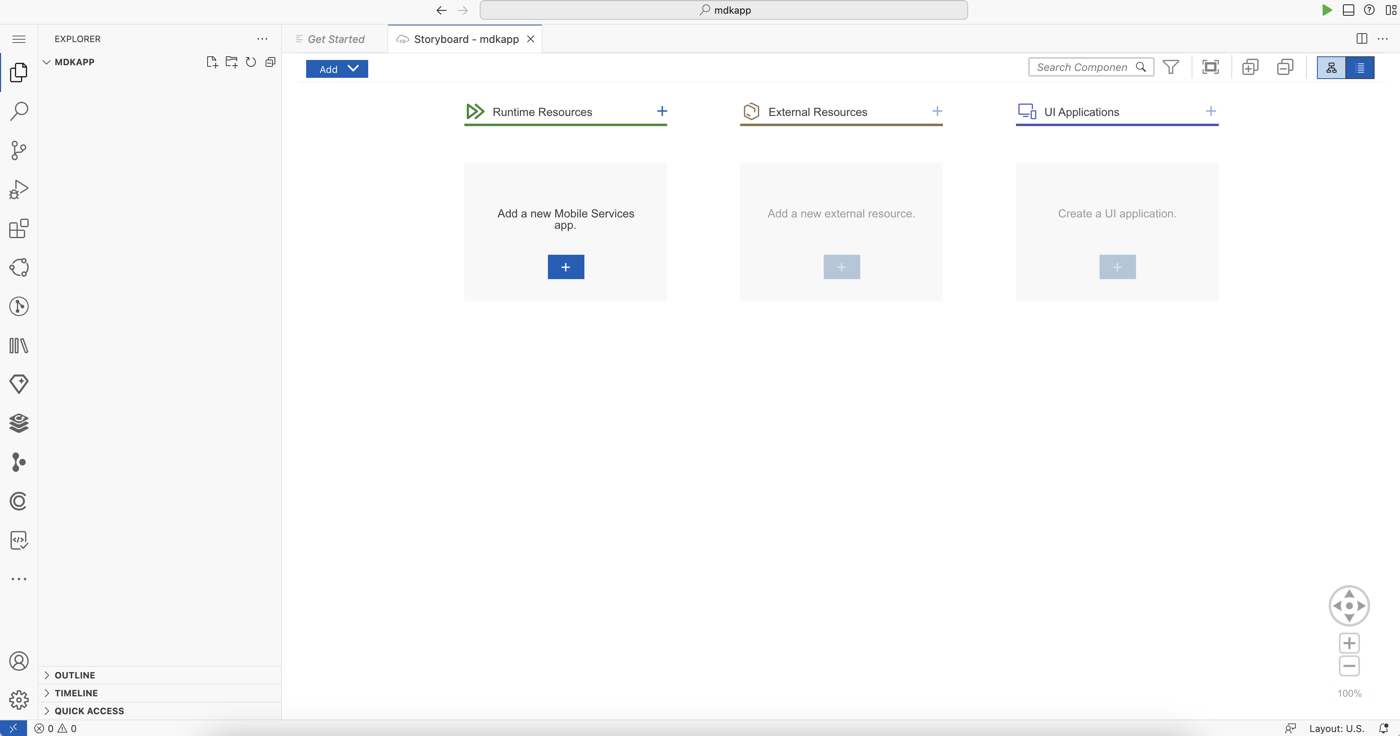 mdkapp
EXPLORER
Get Started
Storyboard - mdkapp
MDKAPP
Add
Search Componen
Runtime Resources
External Resources
UI Applications
Add a new Mobile Services
app.
Add a new external resource.
Create a UI application.
100%
OUTLINE
TIMELINE
QUICK ACCESS
0
0
Layout: U.S.